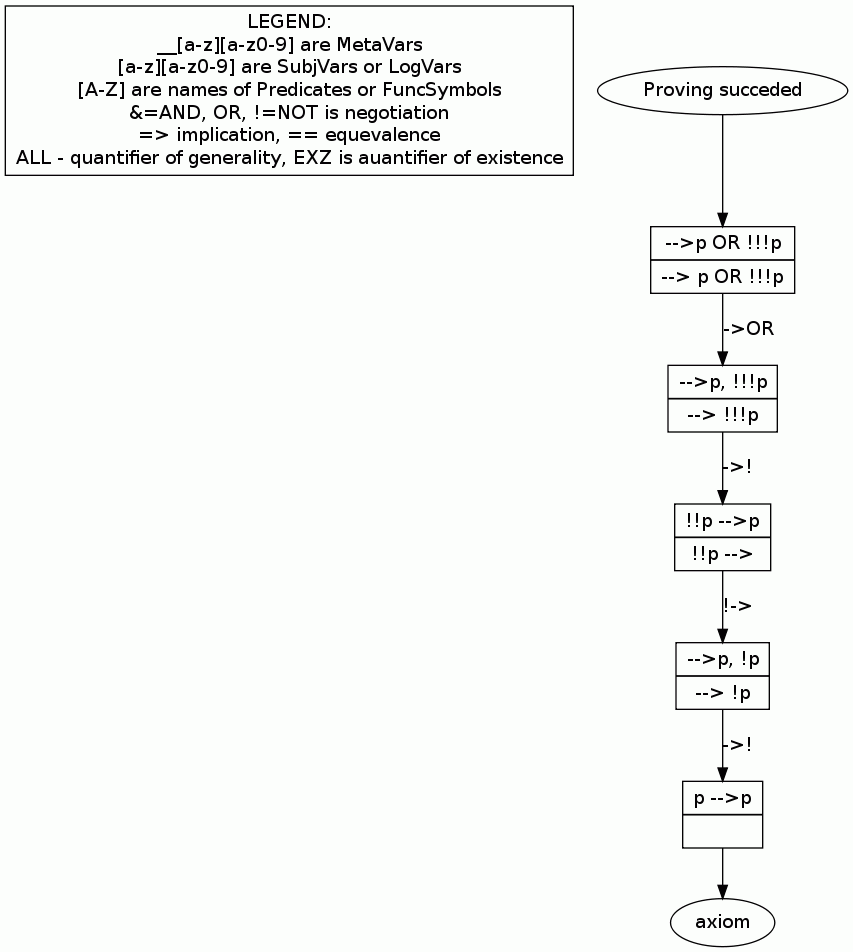 LEGEND:
__[a-z][a-z0-9] are MetaVars
[a-z][a-z0-9] are SubjVars or LogVars
[A-Z] are names of Predicates or FuncSymbols
&=AND, OR, !=NOT is negotiation
=> implication, == equevalence
ALL - quantifier of generality, EXZ is auantifier of existence
Proving succeded
-->p OR !!!p
--> p OR !!!p
->OR
-->p, !!!p
--> !!!p
->!
!!p -->p
!!p -->
!->
-->p, !p
--> !p
->!
p -->p
axiom